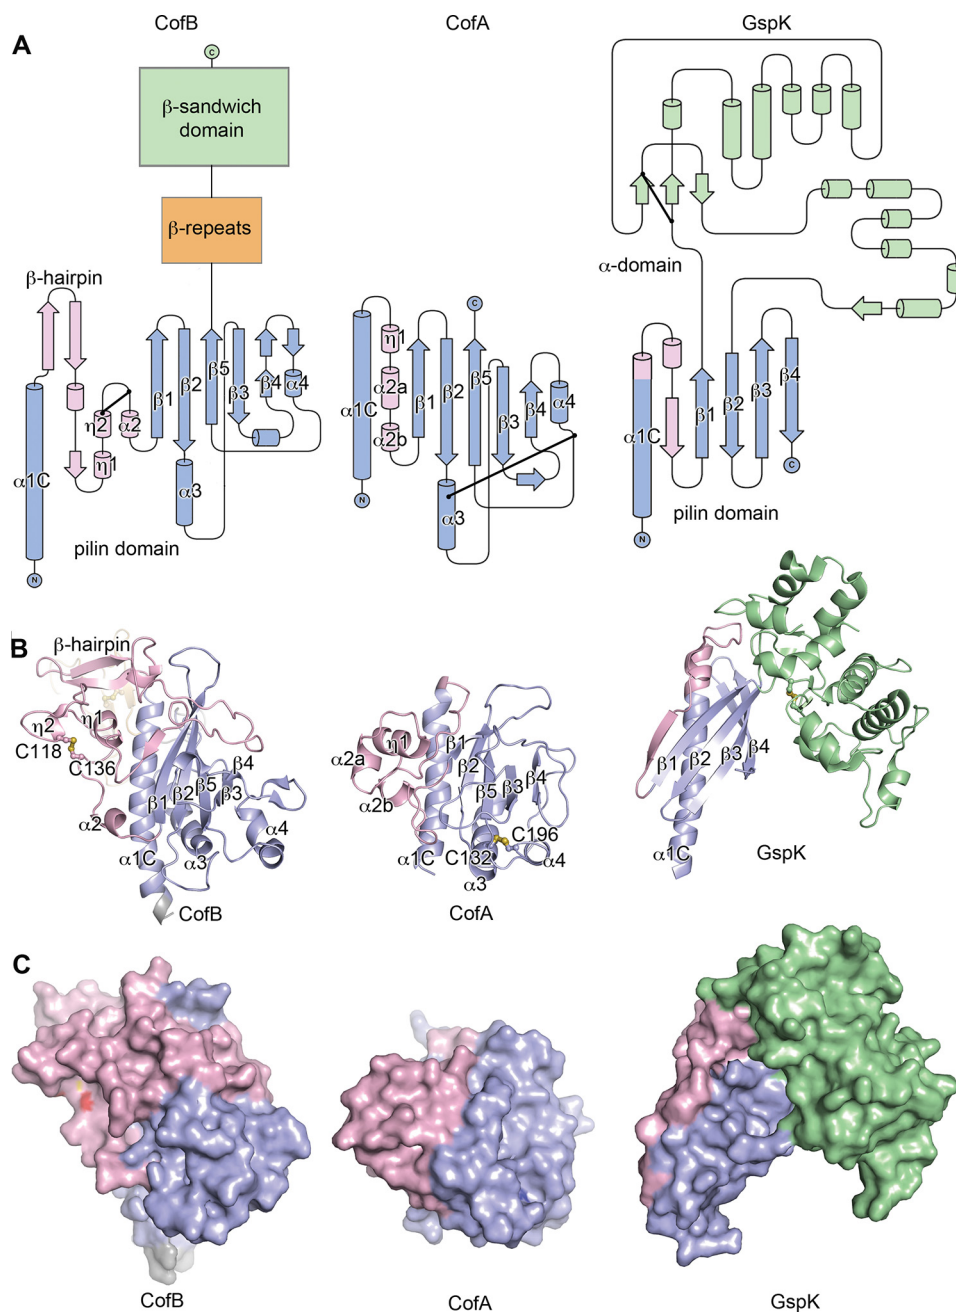 CofB
CofA
GspK
A
C
β-sandwich
domain
β-repeats
β-hairpin
α-domain
C
η1
η2
α2
β1
β2
β5
β3
β4
α4
η1
α1C
α3
N
pilin domain
α2a
α2b
α1C
β1
β2
β5
β3
β4
α4
α3
N
α1C
β1
β2
β3
β4
C
N
pilin domain
B
β-hairpin
η2
η1
C118
C136
α2
β1
β2
β5
β4
β3
α4
α1C
α3
CofB
α2a
η1
α2b
β1
β2
β5
β3
β4
C196
α1C
C132
α4
α3
CofA
β1
β2
β3
β4
α1C
GspK
C
CofB
CofA
GspK